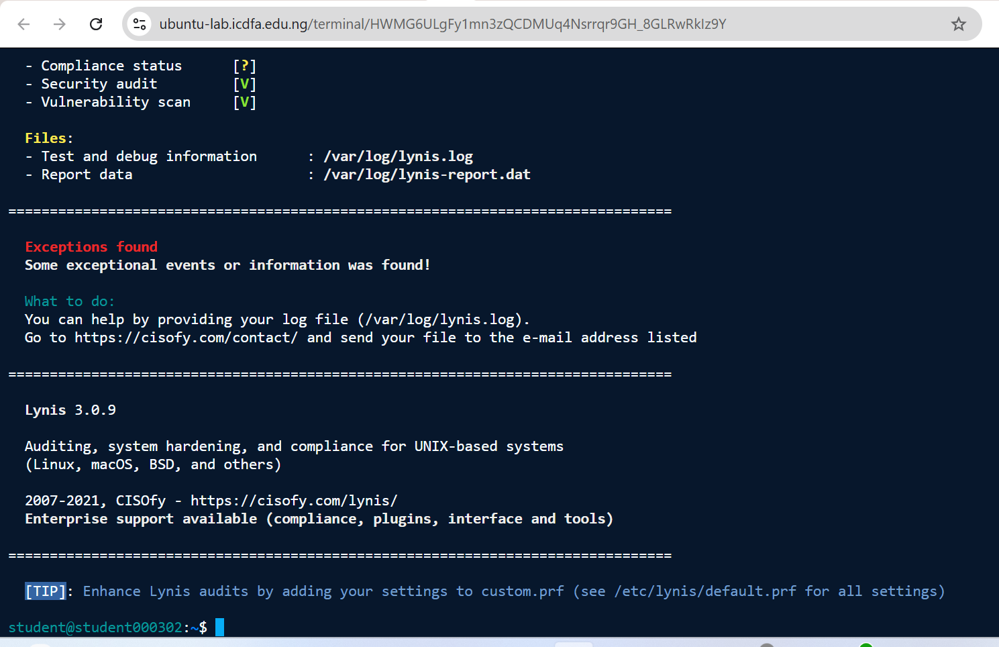 ubuntu-lab.icdfa.edu.ng/terminal/HWMG6ULgFy1mn3zQCDMUq4Nsrrqr9GH_8GLRwRkIz9Y
- Compliance status [?]
- Security audit [V]
- Vulnerability scan [V]
Files:
- Test and debug information : /var/log/lynis.log
- Report data : /var/log/lynis-report.dat
================================================================================
Exceptions found
Some exceptional events or information was found!
What to do:
You can help by providing your log file (/var/log/lynis.log).
Go to https://cisofy.com/contact/ and send your file to the e-mail address listed
================================================================================
Lynis 3.0.9
Auditing, system hardening, and compliance for UNIX-based systems
(Linux, macOS, BSD, and others)
2007-2021, CISOfy - https://cisofy.com/lynis/
Enterprise support available (compliance, plugins, interface and tools)
================================================================================
[TIP]: Enhance Lynis audits by adding your settings to custom.prf (see /etc/lynis/default.prf for all settings)
student@student000302:~$